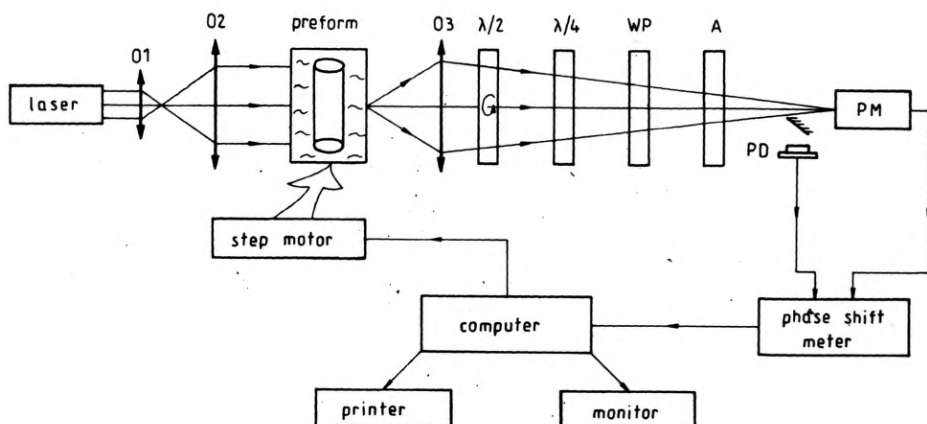 preform
O1
O2
O3
λ/2
λ/4
WP
A
laser
PM
PD
step motor
computer
phase shift
meter
printer
monitor